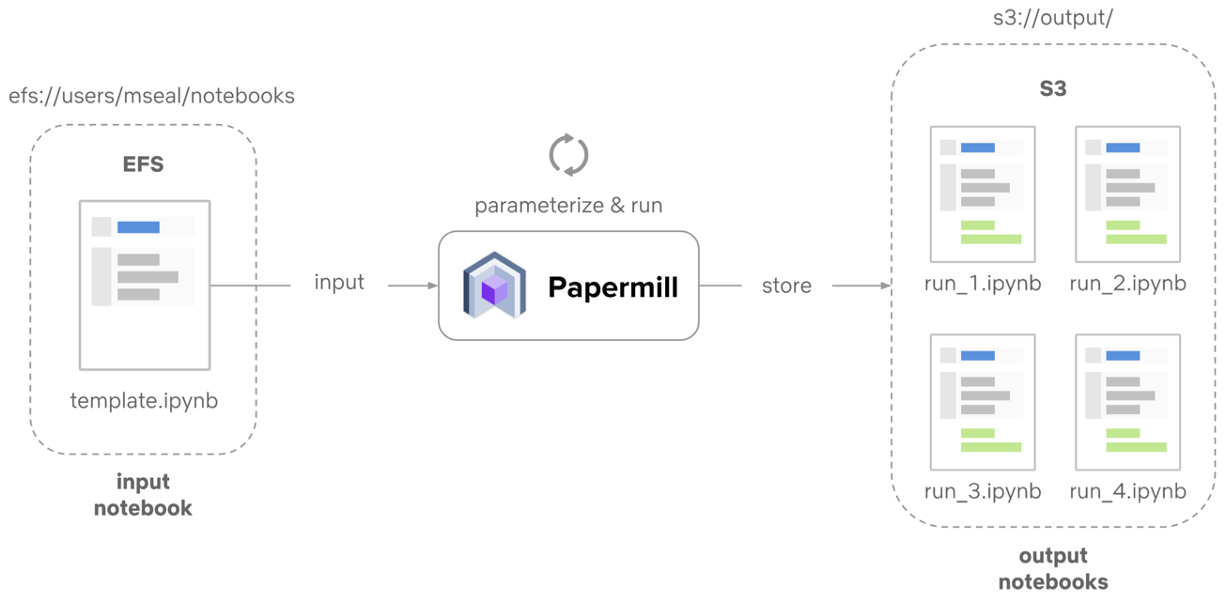 efs://users/mseal/notebooks
EFS
template.ipynb
input
notebook
input
parameterize & run
Papermill
store
s3://output/
S3
run_1.ipynb
run_2.ipynb
run_3.ipynb
run_4.ipynb
output
notebooks